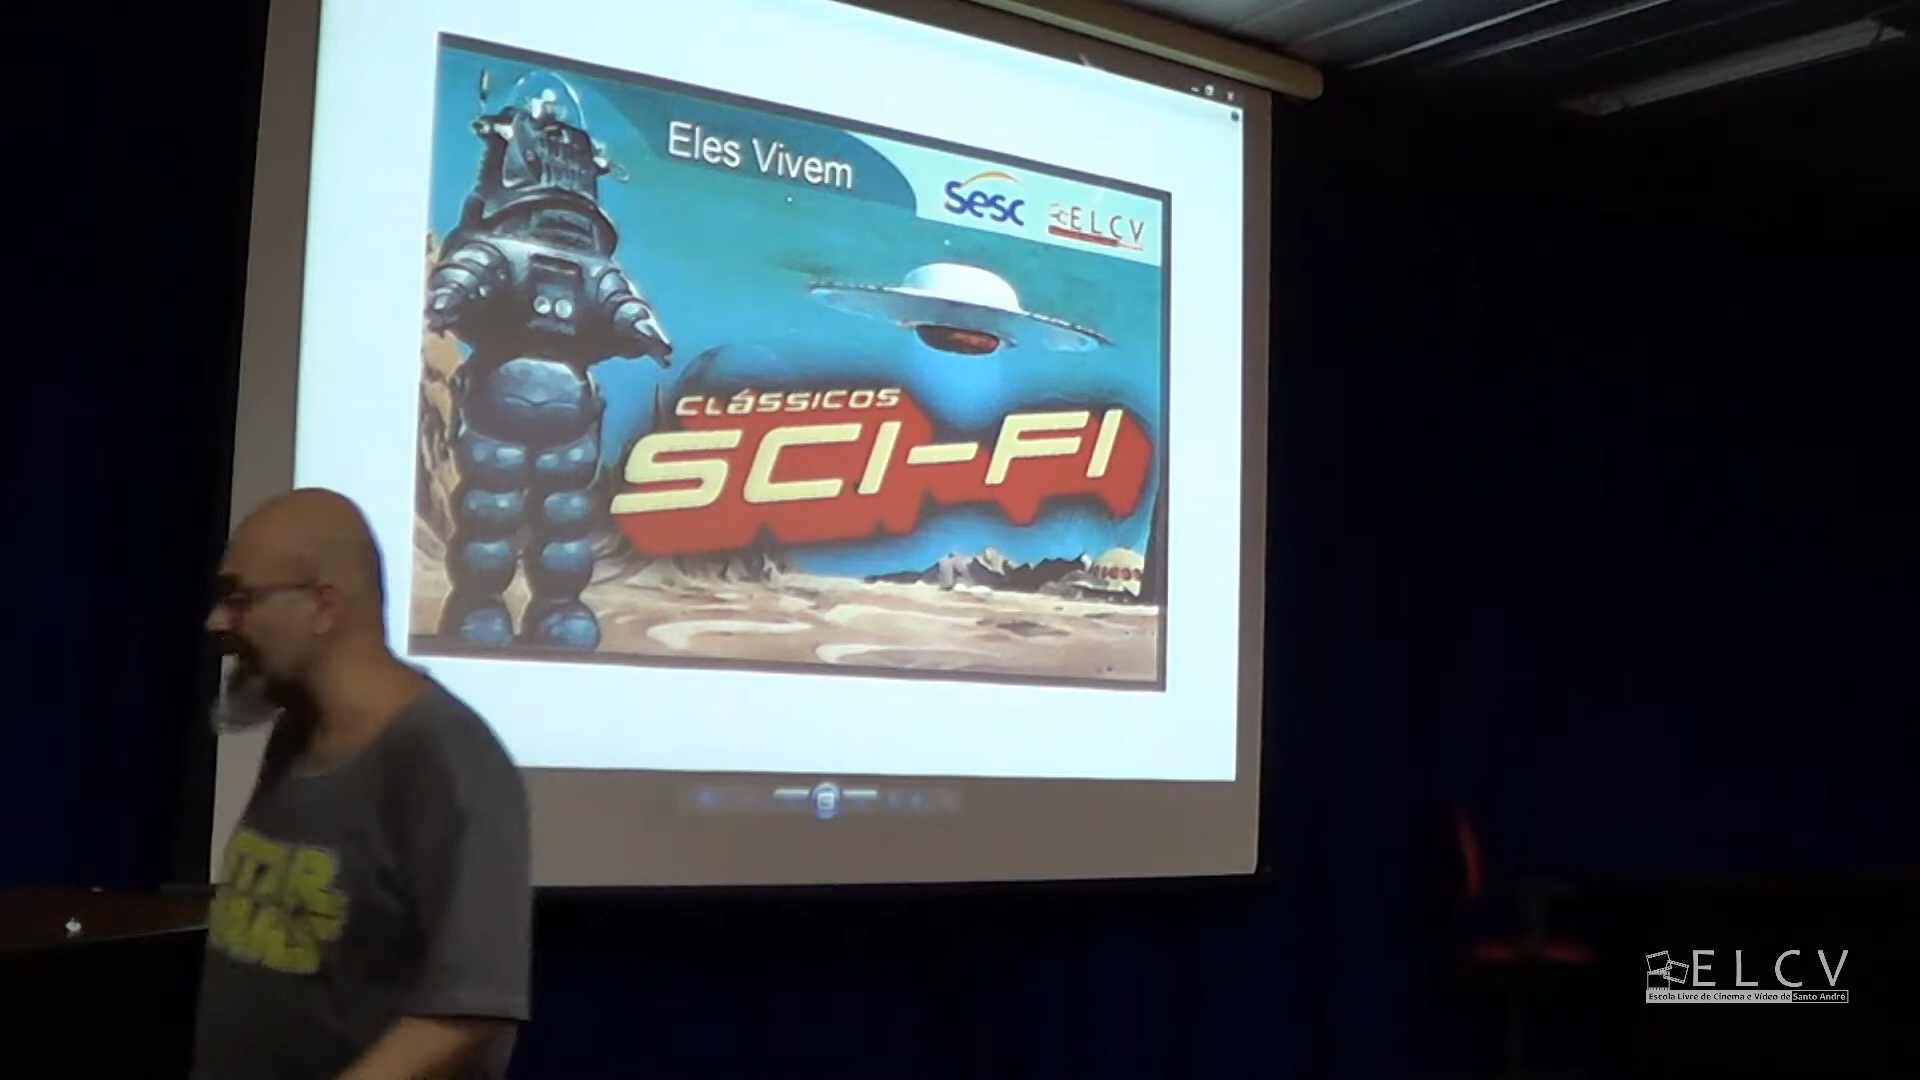 Eles Vivem
Sesc
ELCV
CLÁSSICOS
SCI-FI
STAR
WARS
ELCV
Escola Livre de Cinema e Vídeo de Santo André